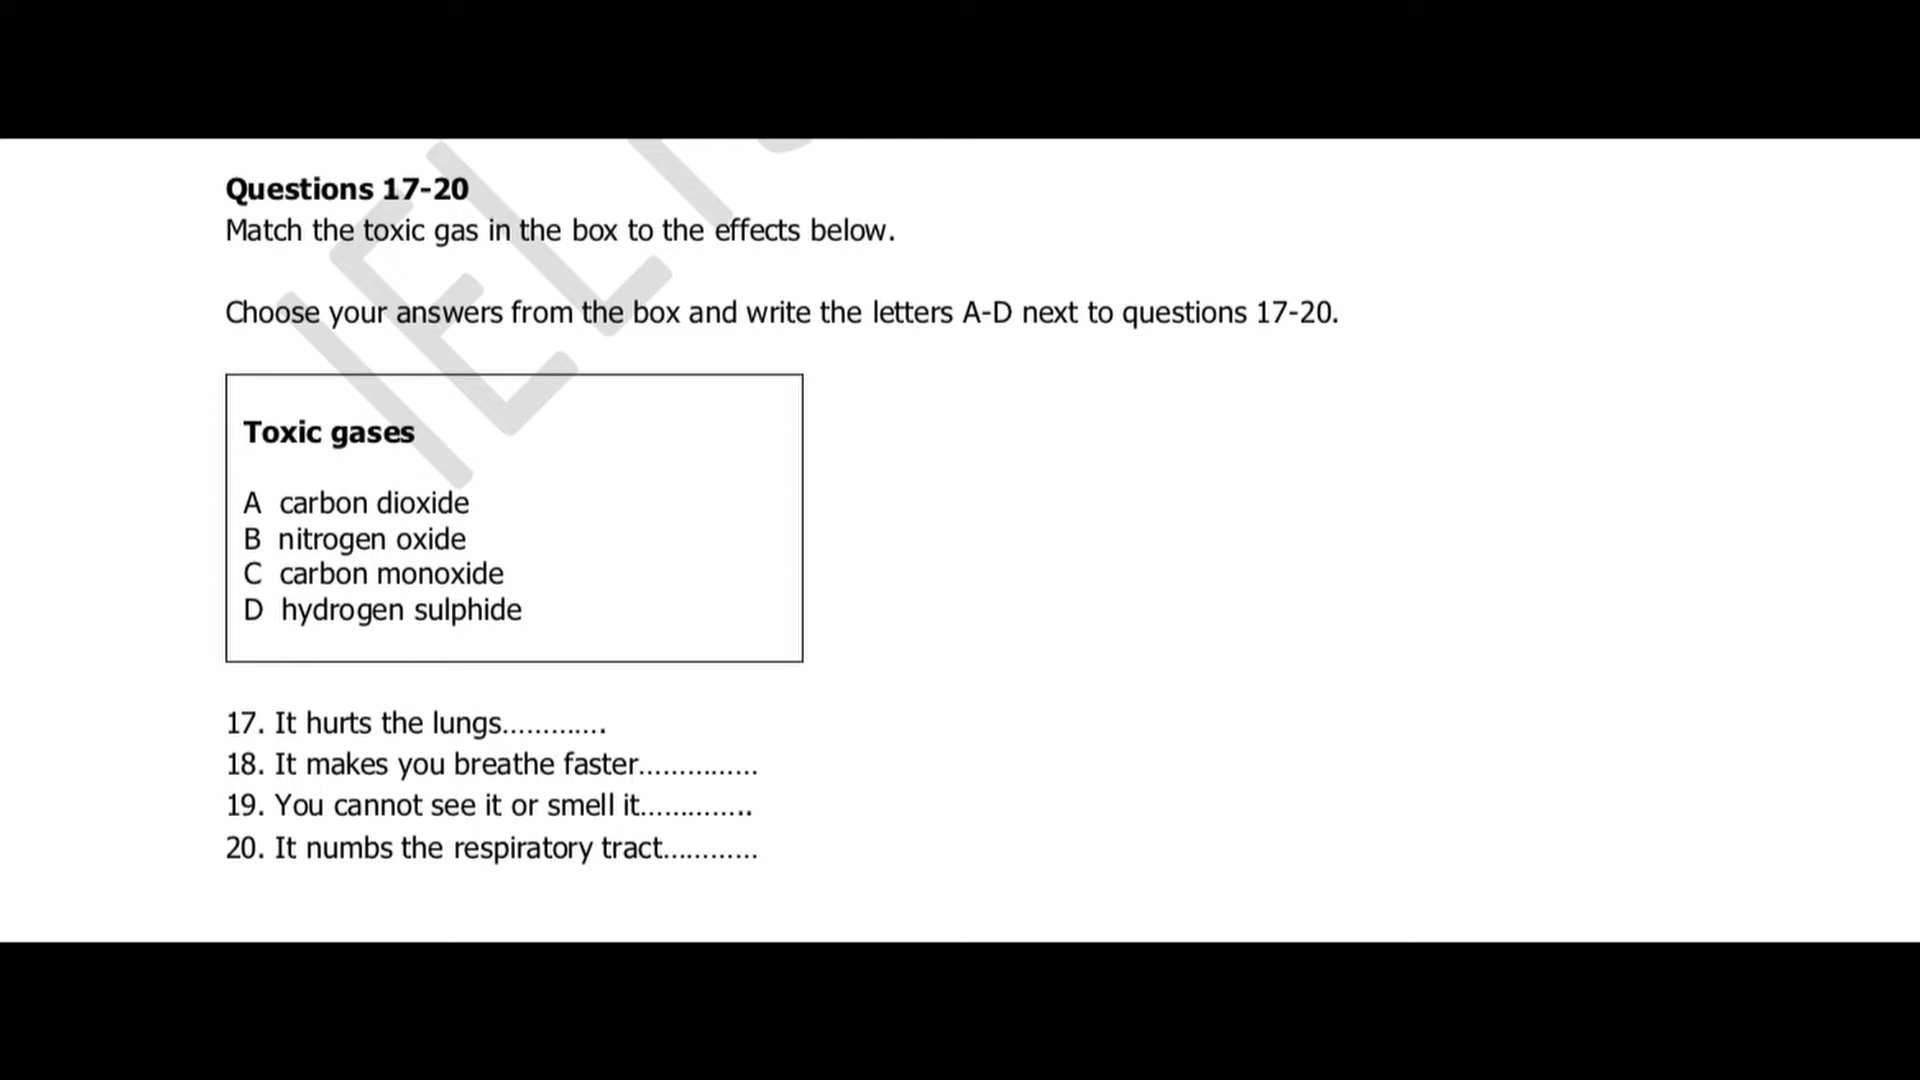 Questions 17-20
Match the toxic gas in the box to the effects below.
Choose your answers from the box and write the letters A-D next to questions 17-20.
Toxic gases
A carbon dioxide
B nitrogen oxide
C carbon monoxide
D hydrogen sulphide
17. It hurts the lungs.............
18. It makes you breathe faster...............
19. You cannot see it or smell it..............
20. It numbs the respiratory tract............